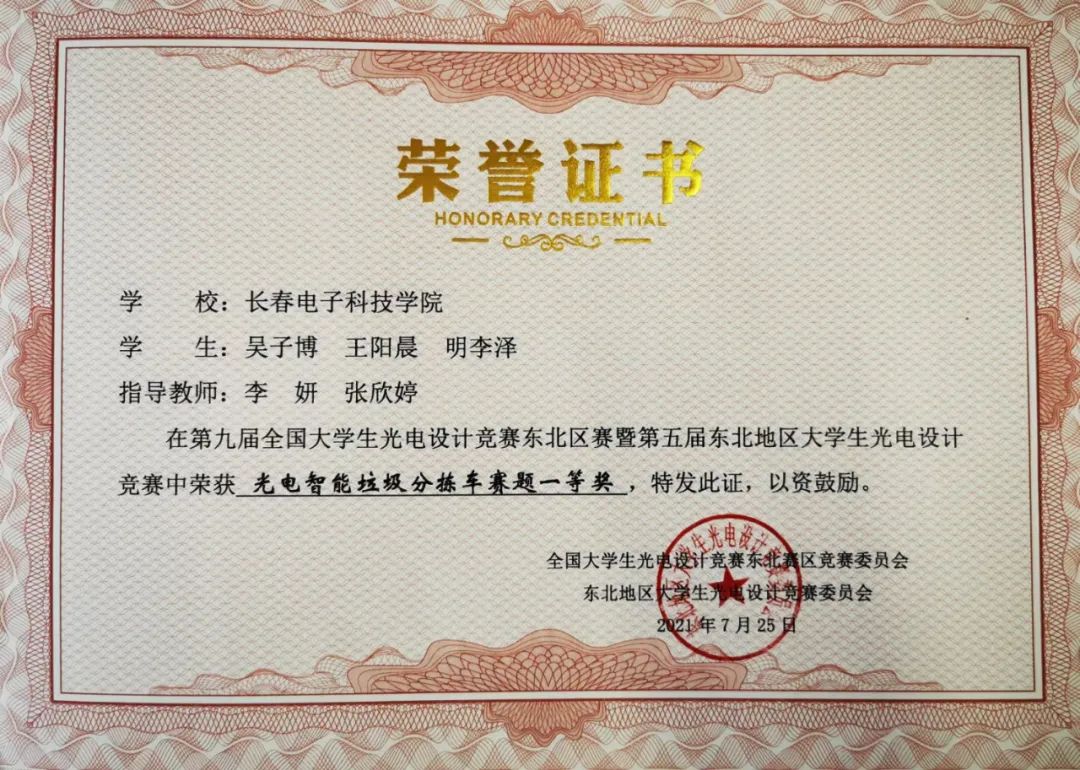 荣誉证书
HONORARY CREDENTIAL
学 校：长春电子科技学院
学 生：吴子博 王阳晨 明李泽
指导教师：李 妍 张欣婷
在第九届全国大学生光电设计竞赛东北区赛暨第五届东北地区大学生光电设计
竞赛中荣获 光电智能垃圾分拣车赛题一等奖 ，特发此证，以资鼓励。
全国大学生光电设计竞赛东北赛区竞赛委员会
东北地区大学生光电设计竞赛委员会
2021 年 7 月 25 日